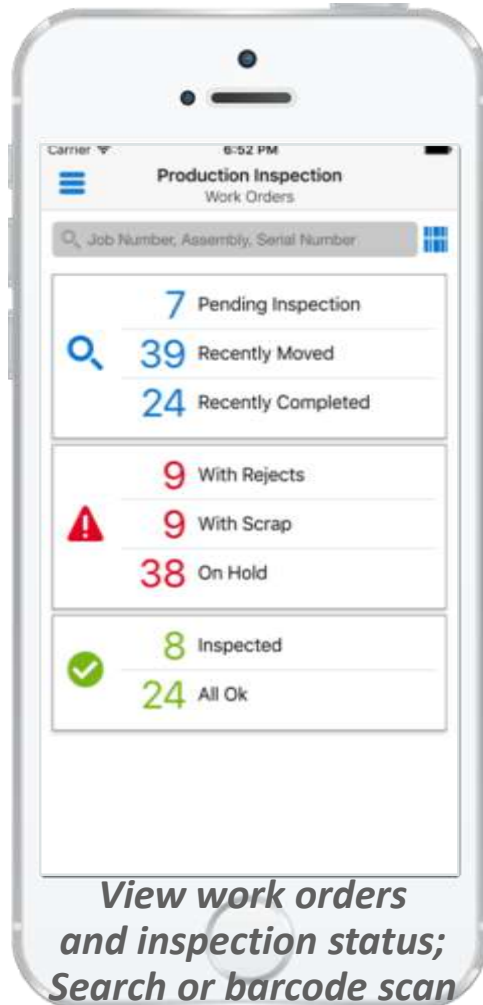 Carrier 6:52 PM
Production Inspection
Work Orders
Job Number, Assembly, Serial Number
7 Pending Inspection
39 Recently Moved
24 Recently Completed
9 With Rejects
9 With Scrap
38 On Hold
8 Inspected
24 All Ok
View work orders
and inspection status;
Search or barcode scan